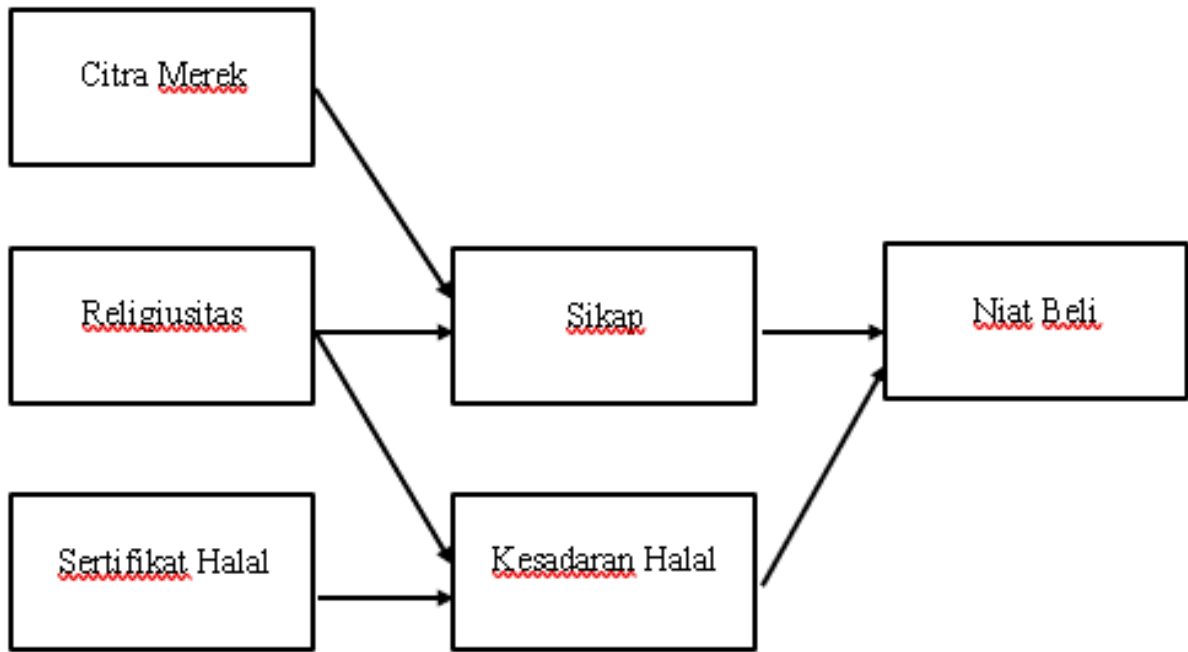 Citra Merek
Religiusitas
Sikap
Niat Beli
Sertifikat Halal
Kesadaran Halal